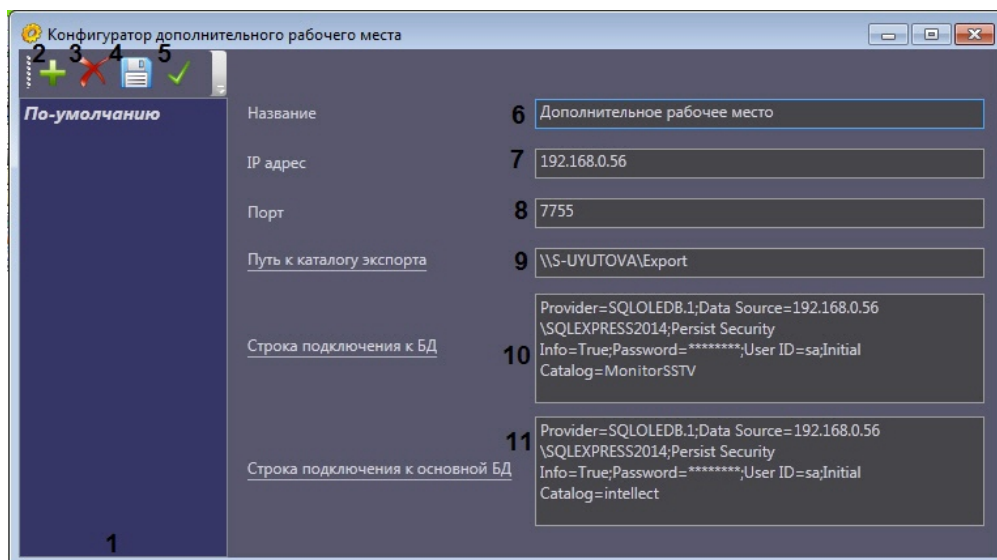 Конфигуратор дополнительного рабочего места
2 3 4 5
По-умолчанию
Название 6 Дополнительное рабочее место
IP адрес 7 192.168.0.56
Порт 8 7755
Путь к каталогу экспорта 9 \\S-UYUTOVA\Export
Строка подключения к БД 10
Provider=SQLOLEDB.1;Data Source=192.168.0.56
\SQLEXPRESS2014;Persist Security
Info=True;Password=********;User ID=sa;Initial
Catalog=MonitorSSTV
Строка подключения к основной БД 11
Provider=SQLOLEDB.1;Data Source=192.168.0.56
\SQLEXPRESS2014;Persist Security
Info=True;Password=********;User ID=sa;Initial
Catalog=intellect
1